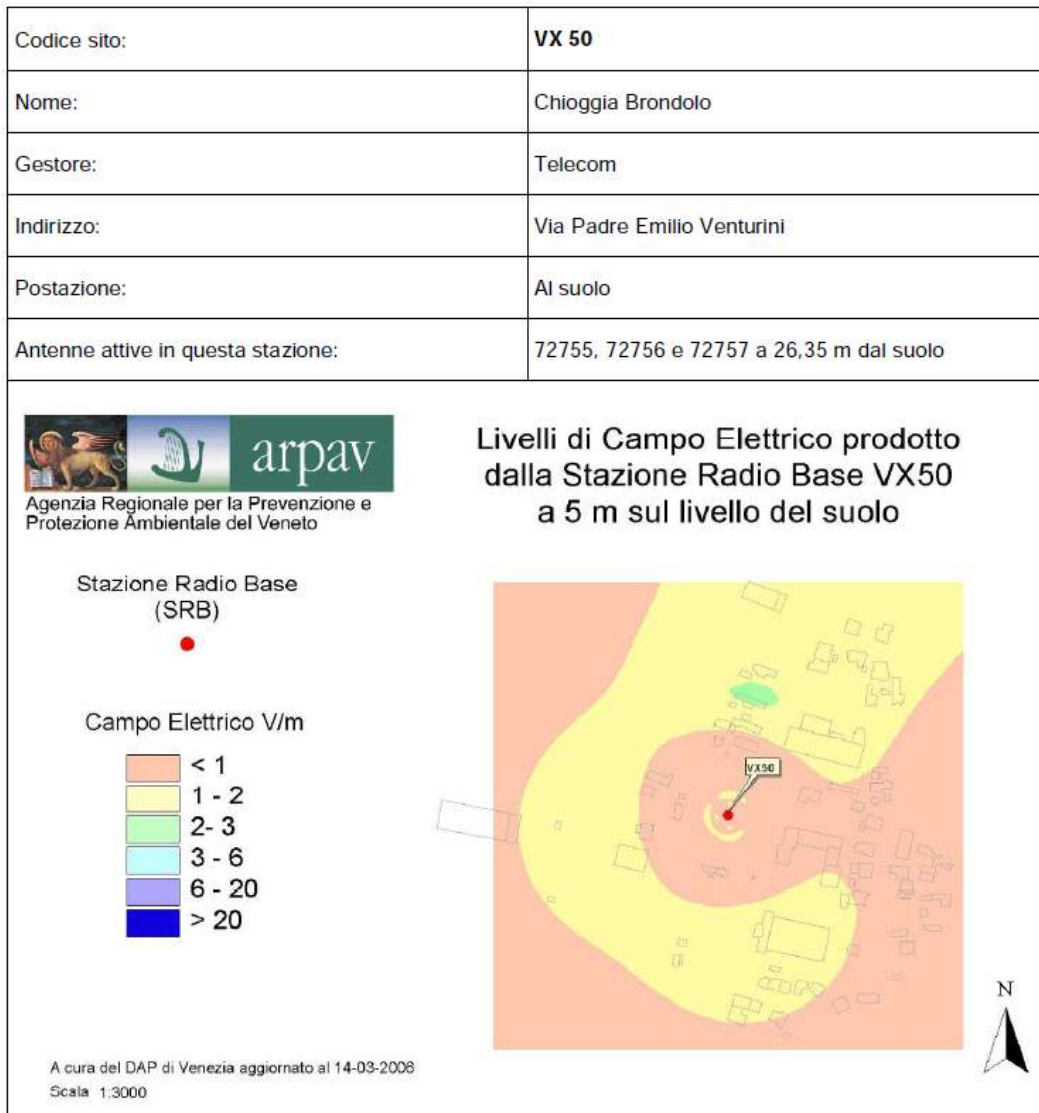 Codice sito: VX 50
Nome: Chioggia Brondolo
Gestore: Telecom
Indirizzo: Via Padre Emilio Venturini
Postazione: Al suolo
Antenne attive in questa stazione: 72755, 72756 e 72757 a 26,35 m dal suolo
arpav
Agenzia Regionale per la Prevenzione e
Protezione Ambientale del Veneto
Livelli di Campo Elettrico prodotto
dalla Stazione Radio Base VX50
a 5 m sul livello del suolo
Stazione Radio Base
(SRB)
Campo Elettrico V/m
< 1
1 - 2
2- 3
3 - 6
6 - 20
> 20
VX50
N
A cura del DAP di Venezia aggiornato al 14-03-2006
Scala 1:3000